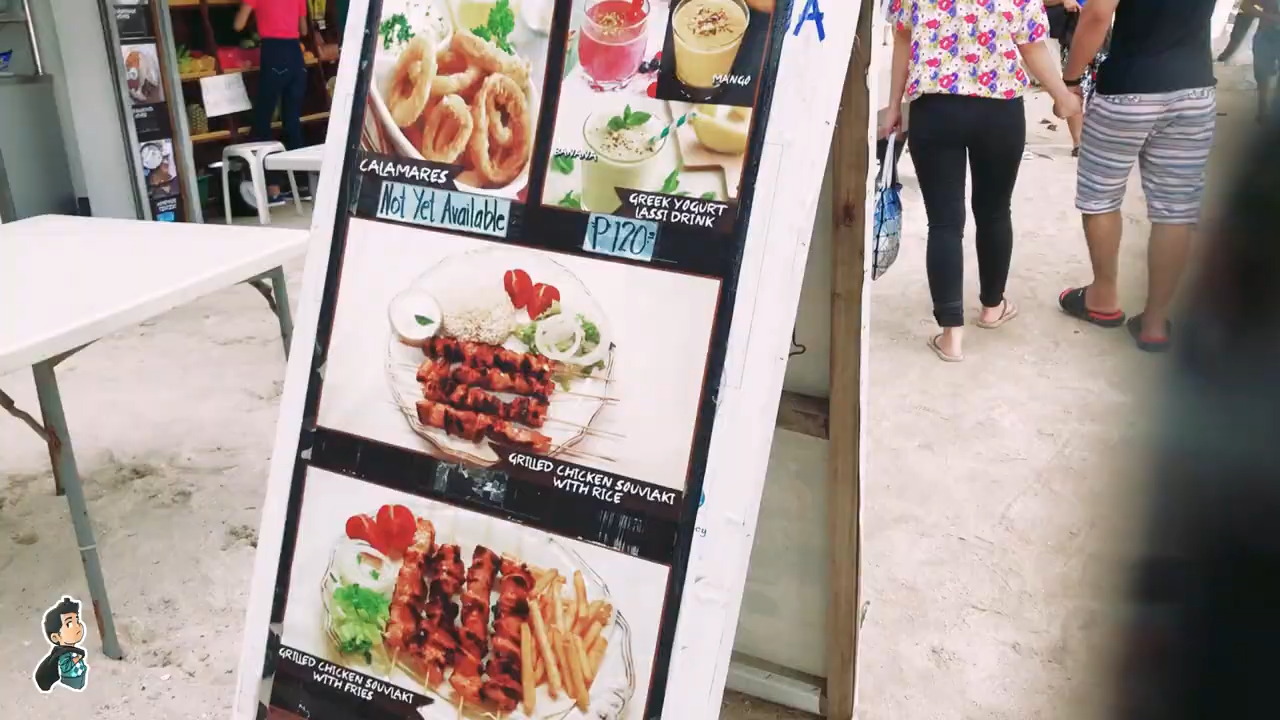 A
MANGO
BANANA
CALAMARES
Not Yet Available
GREEK YOGURT
LASSI DRINK
₱120
GRILLED CHICKEN SOUVLAKI
WITH RICE
GRILLED CHICKEN SOUVLAKI
WITH FRIES